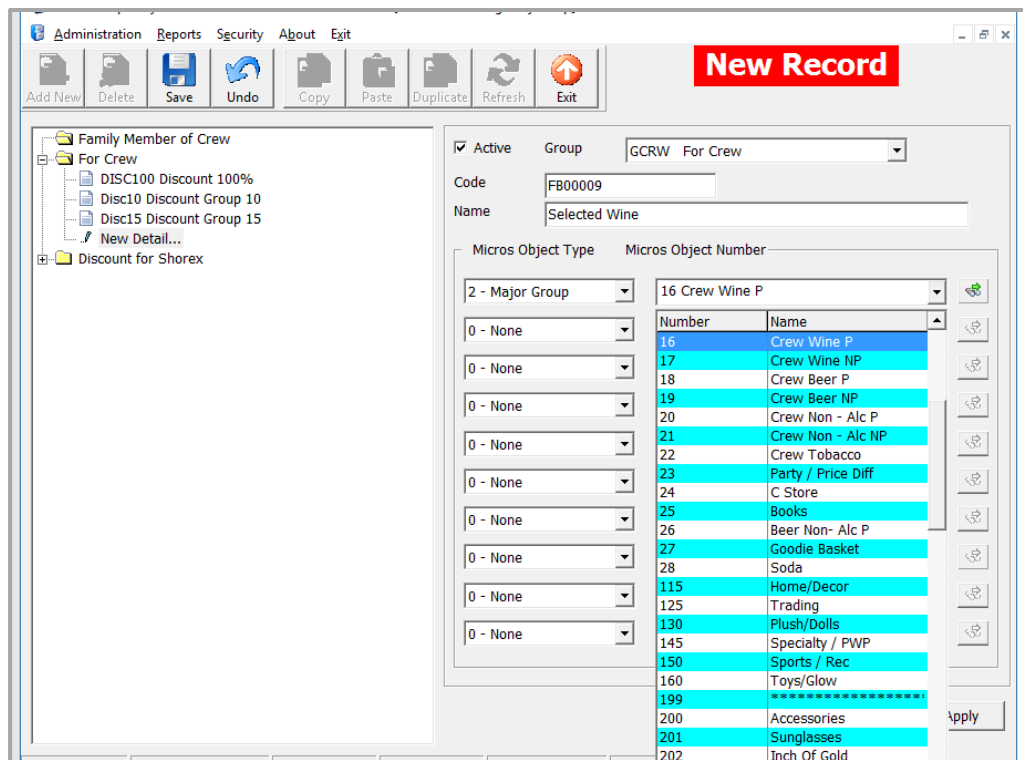 Administration Reports Security About Exit
Add New Delete Save Undo Copy Paste Duplicate Refresh Exit
New Record
Family Member of Crew
For Crew
DISC100 Discount 100%
Disc10 Discount Group 10
Disc15 Discount Group 15
New Detail...
Discount for Shorex
Active Group GCRW For Crew
Code FB00009
Name Selected Wine
Micros Object Type Micros Object Number
2 - Major Group 16 Crew Wine P
0 - None
0 - None
0 - None
0 - None
0 - None
0 - None
0 - None
0 - None
0 - None
Number Name
16 Crew Wine P
17 Crew Wine NP
18 Crew Beer P
19 Crew Beer NP
20 Crew Non - Alc P
21 Crew Non - Alc NP
22 Crew Tobacco
23 Party / Price Diff
24 C Store
25 Books
26 Beer Non- Alc P
27 Goodie Basket
28 Soda
115 Home/Decor
125 Trading
130 Plush/Dolls
145 Specialty / PWP
150 Sports / Rec
160 Toys/Glow
199 ******************
200 Accessories
201 Sunglasses
202 Inch Of Gold
Apply